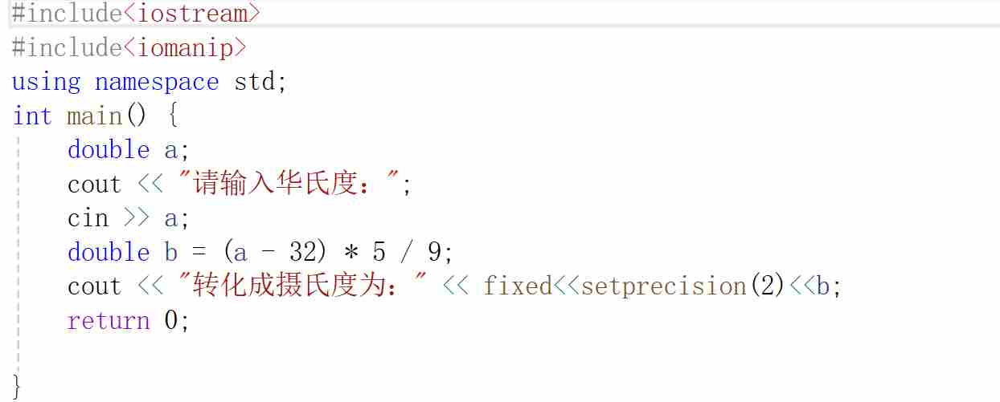 #include<iostream>
#include<iomanip>
using namespace std;
int main() {
    double a;
    cout << "请输入华氏度：";
    cin >> a;
    double b = (a - 32) * 5 / 9;
    cout << "转化成摄氏度为：" << fixed<<setprecision(2)<<b;
    return 0;
}